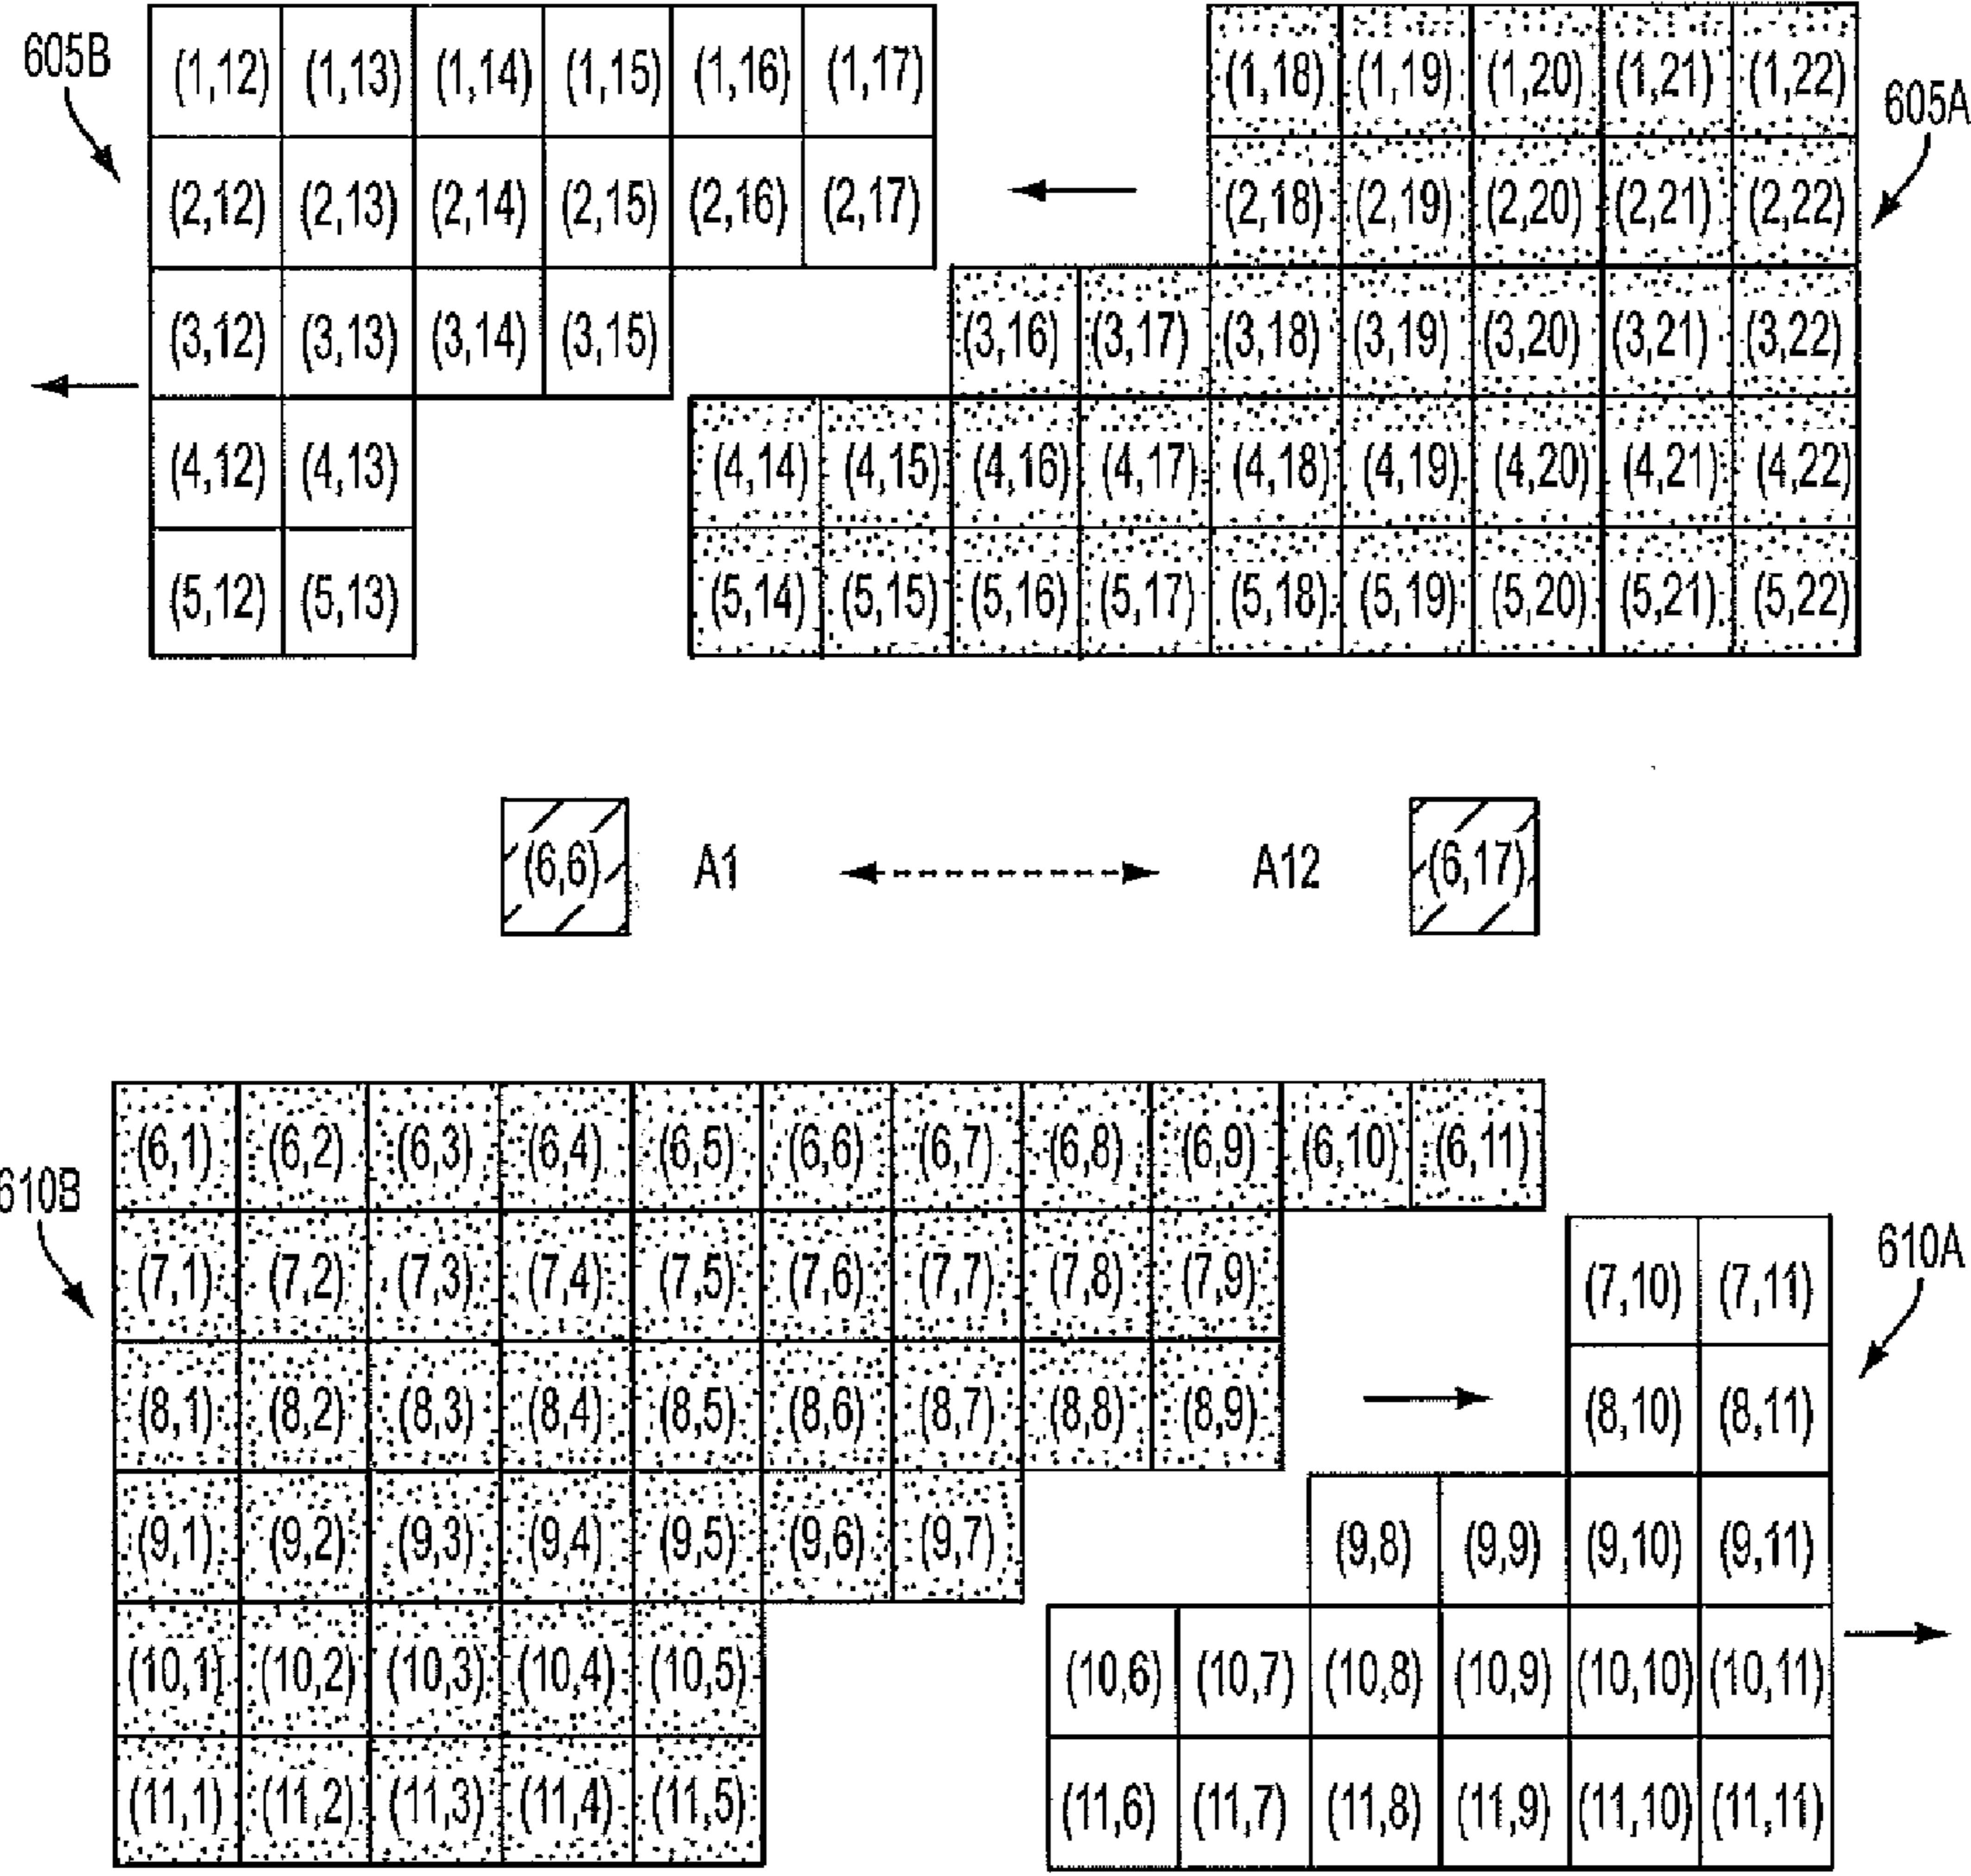 605B
(1,12) (1,13) (1,14) (1,15) (1,16) (1,17)
(2,12) (2,13) (2,14) (2,15) (2,16) (2,17)
(3,12) (3,13) (3,14) (3,15)
(4,12) (4,13)
(5,12) (5,13)
605A
(1,18) (1,19) (1,20) (1,21) (1,22)
(2,18) (2,19) (2,20) (2,21) (2,22)
(3,16) (3,17) (3,18) (3,19) (3,20) (3,21) (3,22)
(4,14) (4,15) (4,16) (4,17) (4,18) (4,19) (4,20) (4,21) (4,22)
(5,14) (5,15) (5,16) (5,17) (5,18) (5,19) (5,20) (5,21) (5,22)
(6,6) A1 A12 (6,17)
610B
(6,1) (6,2) (6,3) (6,4) (6,5) (6,6) (6,7) (6,8) (6,9) (6,10) (6,11)
(7,1) (7,2) (7,3) (7,4) (7,5) (7,6) (7,7) (7,8) (7,9)
(8,1) (8,2) (8,3) (8,4) (8,5) (8,6) (8,7) (8,8) (8,9)
(9,1) (9,2) (9,3) (9,4) (9,5) (9,6) (9,7)
(10,1) (10,2) (10,3) (10,4) (10,5)
(11,1) (11,2) (11,3) (11,4) (11,5)
610A
(7,10) (7,11)
(8,10) (8,11)
(9,8) (9,9) (9,10) (9,11)
(10,6) (10,7) (10,8) (10,9) (10,10) (10,11)
(11,6) (11,7) (11,8) (11,9) (11,10) (11,11)